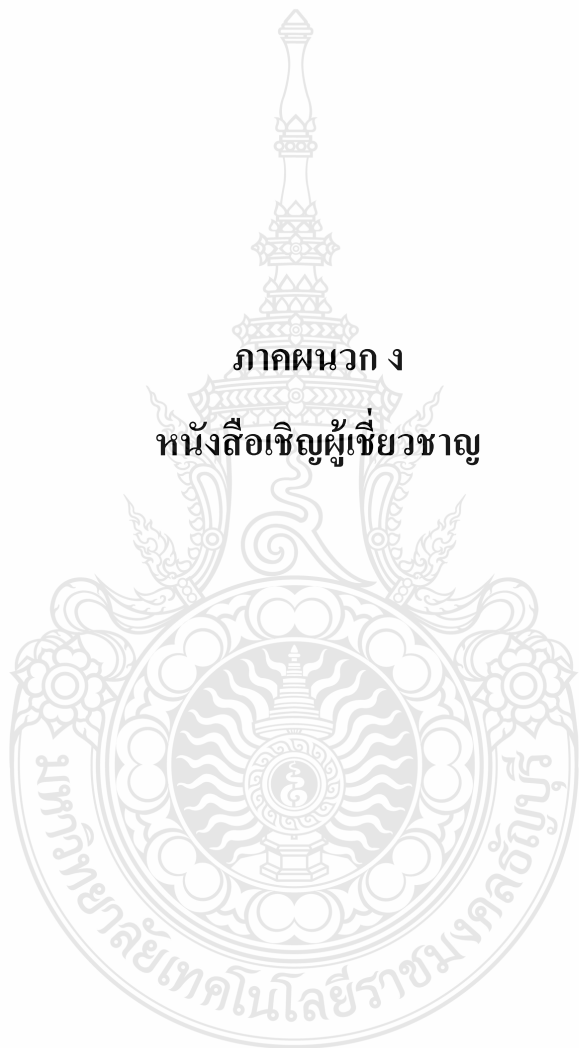 ภาคผนวก ง
หนังสือเชิญผู้เชี่ยวชาญ
มหาวิทยาลัยเทคโนโลยีราชมงคลธัญบุรี